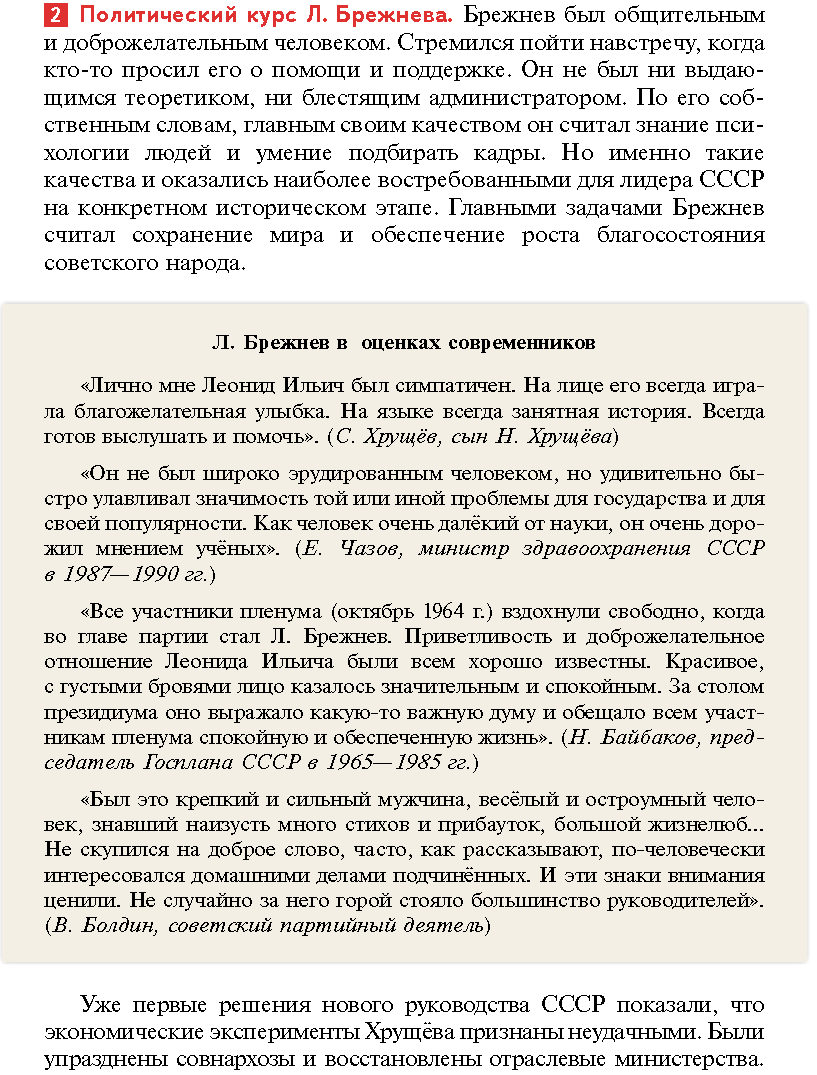 2 Политический курс Л. Брежнева. Брежнев был общительным
и доброжелательным человеком. Стремился пойти навстречу, когда
кто-то просил его о помощи и поддержке. Он не был ни выдаю-
щимся теоретиком, ни блестящим администратором. По его соб-
ственным словам, главным своим качеством он считал знание пси-
хологии людей и умение подбирать кадры. Но именно такие
качества и оказались наиболее востребованными для лидера СССР
на конкретном историческом этапе. Главными задачами Брежнев
считал сохранение мира и обеспечение роста благосостояния
советского народа.
Л. Брежнев в оценках современников
«Лично мне Леонид Ильич был симпатичен. На лице его всегда игра-
ла благожелательная улыбка. На языке всегда занятная история. Всегда
готов выслушать и помочь». (С. Хрущёв, сын Н. Хрущёва)
«Он не был широко эрудированным человеком, но удивительно бы-
стро улавливал значимость той или иной проблемы для государства и для
своей популярности. Как человек очень далёкий от науки, он очень доро-
жил мнением учёных». (Е. Чазов, министр здравоохранения СССР
в 1987—1990 гг.)
«Все участники пленума (октябрь 1964 г.) вздохнули свободно, когда
во главе партии стал Л. Брежнев. Приветливость и доброжелательное
отношение Леонида Ильича были всем хорошо известны. Красивое,
с густыми бровями лицо казалось значительным и спокойным. За столом
президиума оно выражало какую-то важную думу и обещало всем участ-
никам пленума спокойную и обеспеченную жизнь». (Н. Байбаков, пред-
седатель Госплана СССР в 1965—1985 гг.)
«Был это крепкий и сильный мужчина, весёлый и остроумный чело-
век, знавший наизусть много стихов и прибауток, большой жизнелюб...
Не скупился на доброе слово, часто, как рассказывают, по-человечески
интересовался домашними делами подчинённых. И эти знаки внимания
ценили. Не случайно за него горой стояло большинство руководителей».
(В. Болдин, советский партийный деятель)
Уже первые решения нового руководства СССР показали, что
экономические эксперименты Хрущёва признаны неудачными. Были
упразднены совнархозы и восстановлены отраслевые министерства.